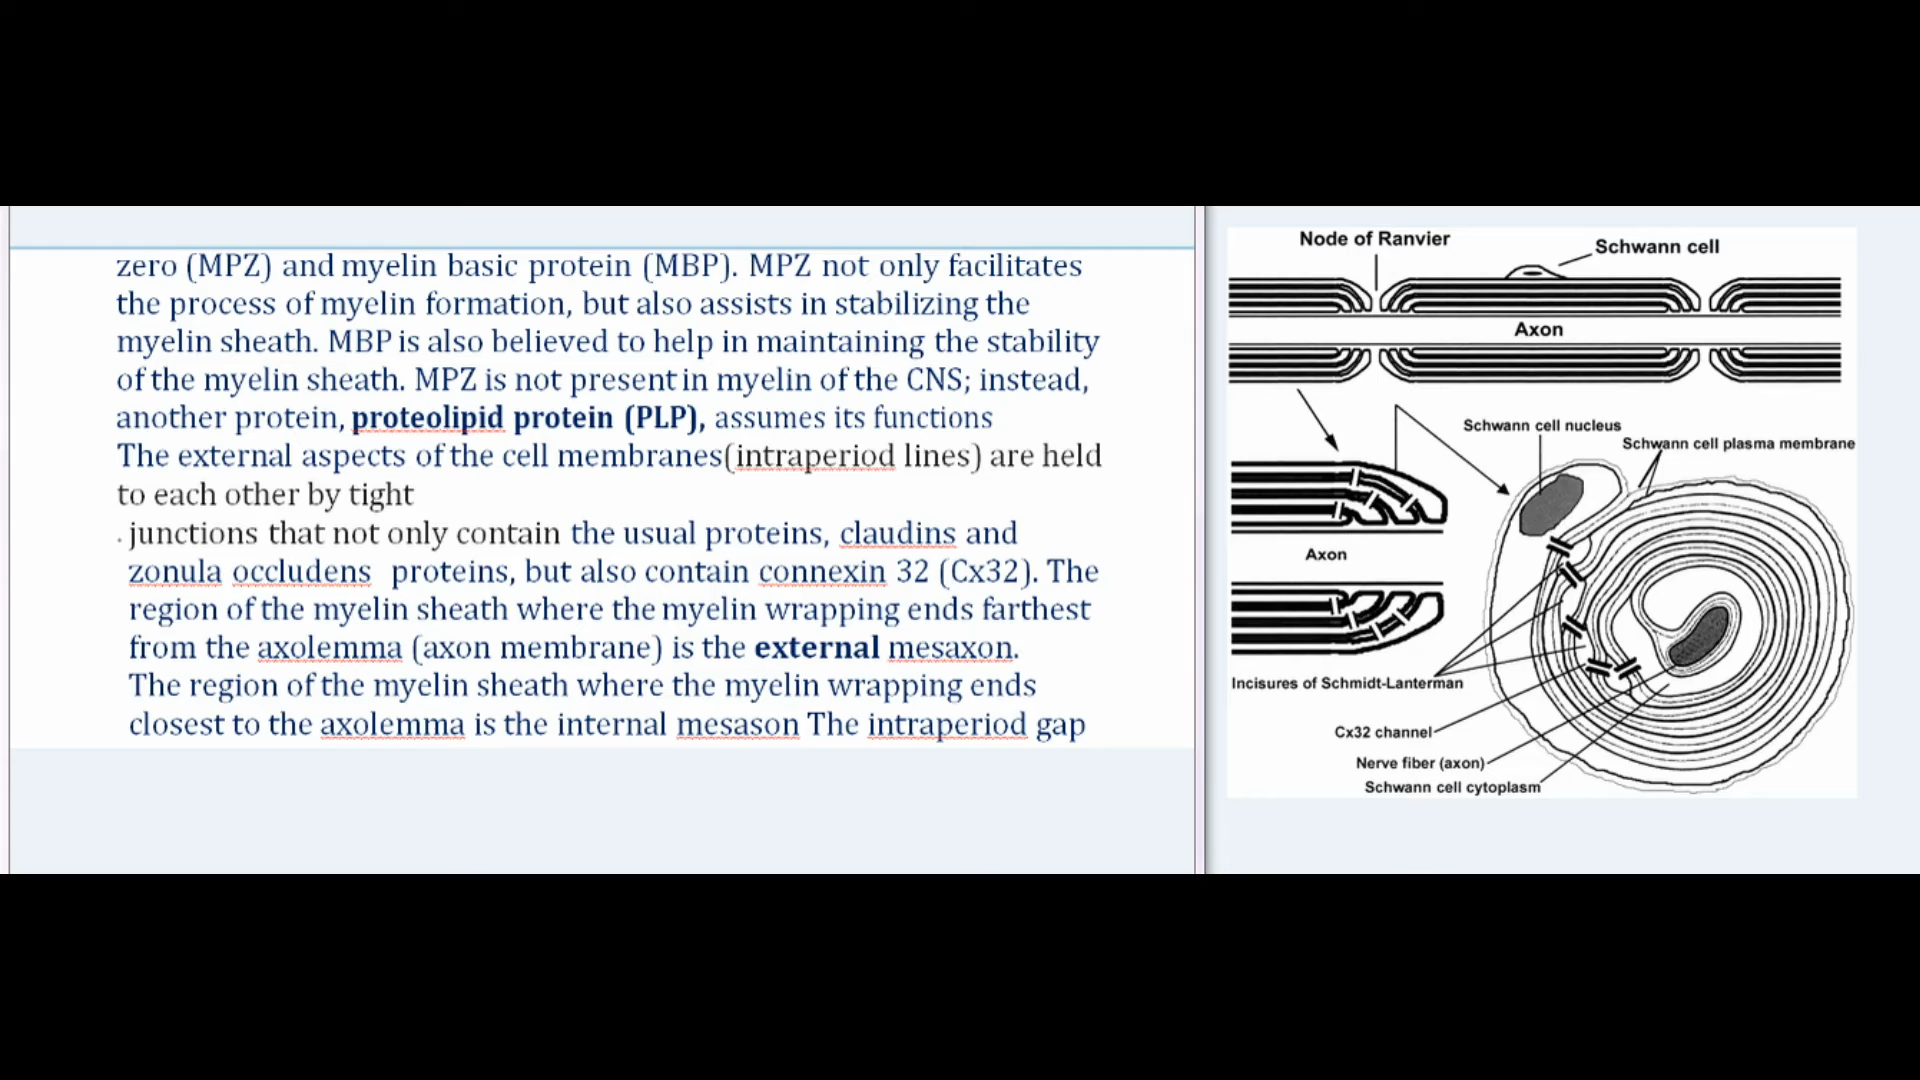 zero (MPZ) and myelin basic protein (MBP). MPZ not only facilitates
the process of myelin formation, but also assists in stabilizing the
myelin sheath. MBP is also believed to help in maintaining the stability
of the myelin sheath. MPZ is not present in myelin of the CNS; instead,
another protein, proteolipid protein (PLP), assumes its functions
The external aspects of the cell membranes(intraperiod lines) are held
to each other by tight
. junctions that not only contain the usual proteins, claudins and
zonula occludens proteins, but also contain connexin 32 (Cx32). The
region of the myelin sheath where the myelin wrapping ends farthest
from the axolemma (axon membrane) is the external mesaxon.
The region of the myelin sheath where the myelin wrapping ends
closest to the axolemma is the internal mesason The intraperiod gap
Node of Ranvier
Schwann cell
Axon
Schwann cell nucleus
Schwann cell plasma membrane
Axon
Incisures of Schmidt-Lanterman
Cx32 channel
Nerve fiber (axon)
Schwann cell cytoplasm